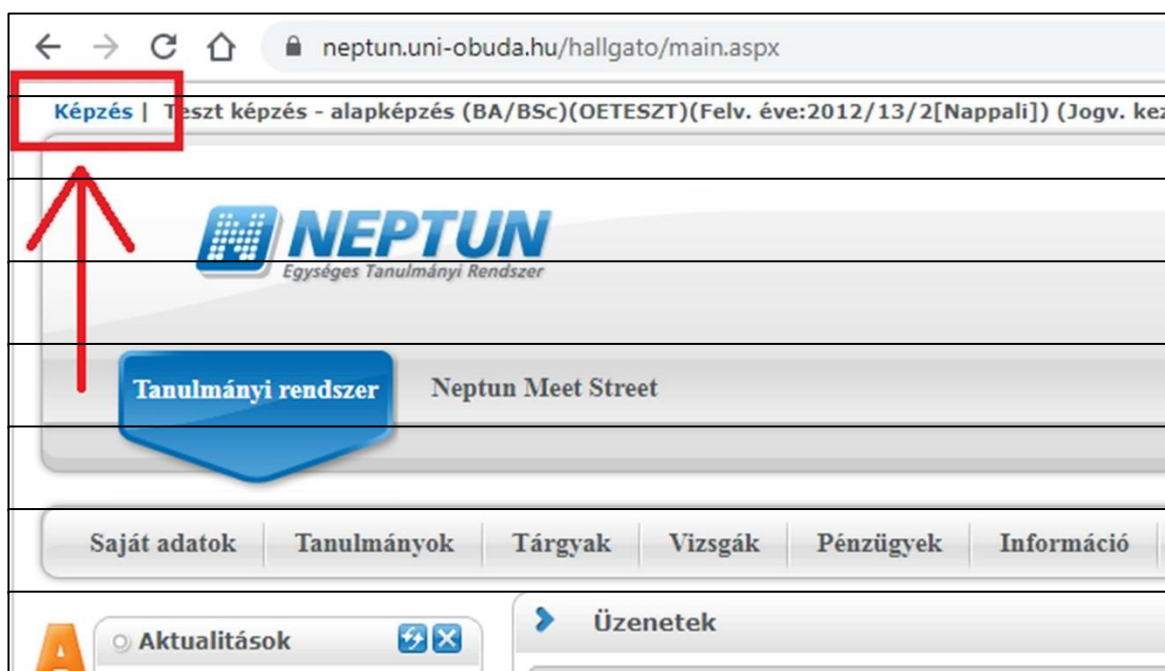 neptun.uni-obuda.hu/hallgato/main.aspx
Képzés | Teszt képzés - alapképzés (BA/BSc)(OETESZT)(Felv. éve:2012/13/2[Nappali]) (Jogv. kez
NEPTUN
Egységes Tanulmányi Rendszer
Tanulmányi rendszer Neptun Meet Street
Saját adatok Tanulmányok Tárgyak Vizsgák Pénzügyek Információ
A Aktualitások Üzenetek